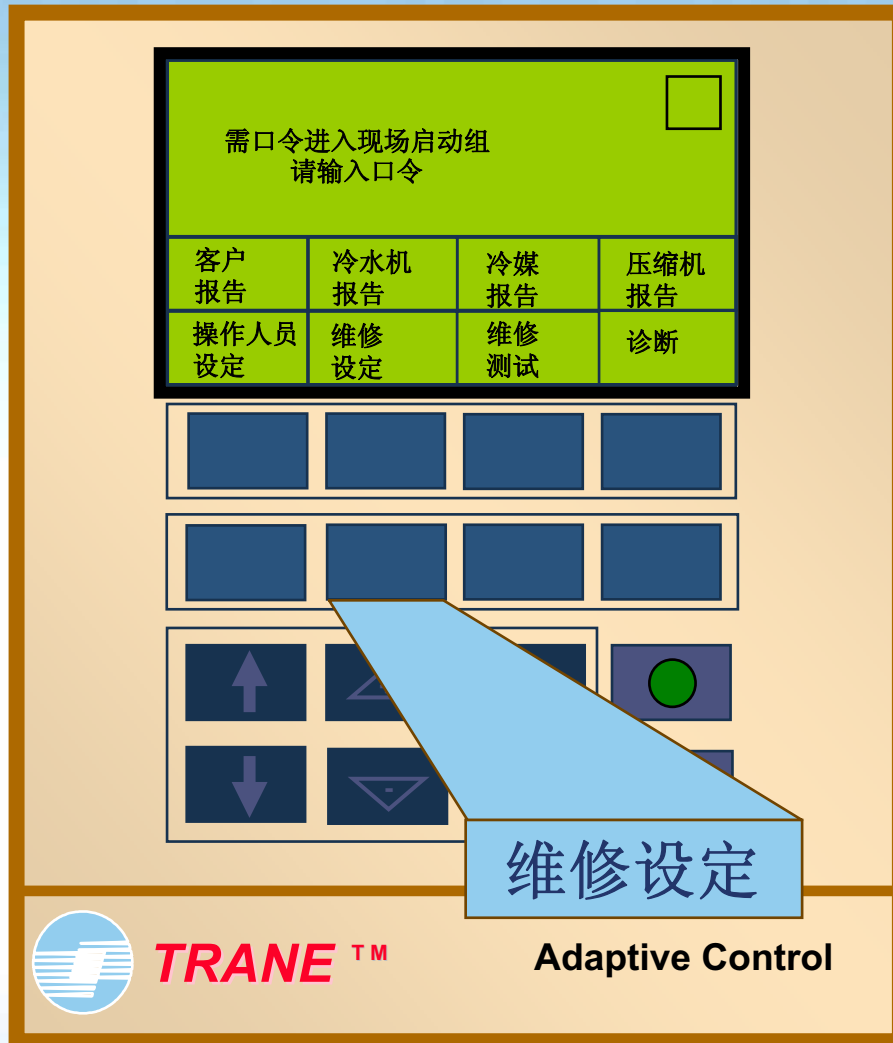 需口令进入现场启动组
请输入口令
客户 冷水机 冷媒 压缩机
报告 报告 报告 报告
操作人员 维修 维修 诊断
设定 设定 测试
维修设定
TRANE TM Adaptive Control